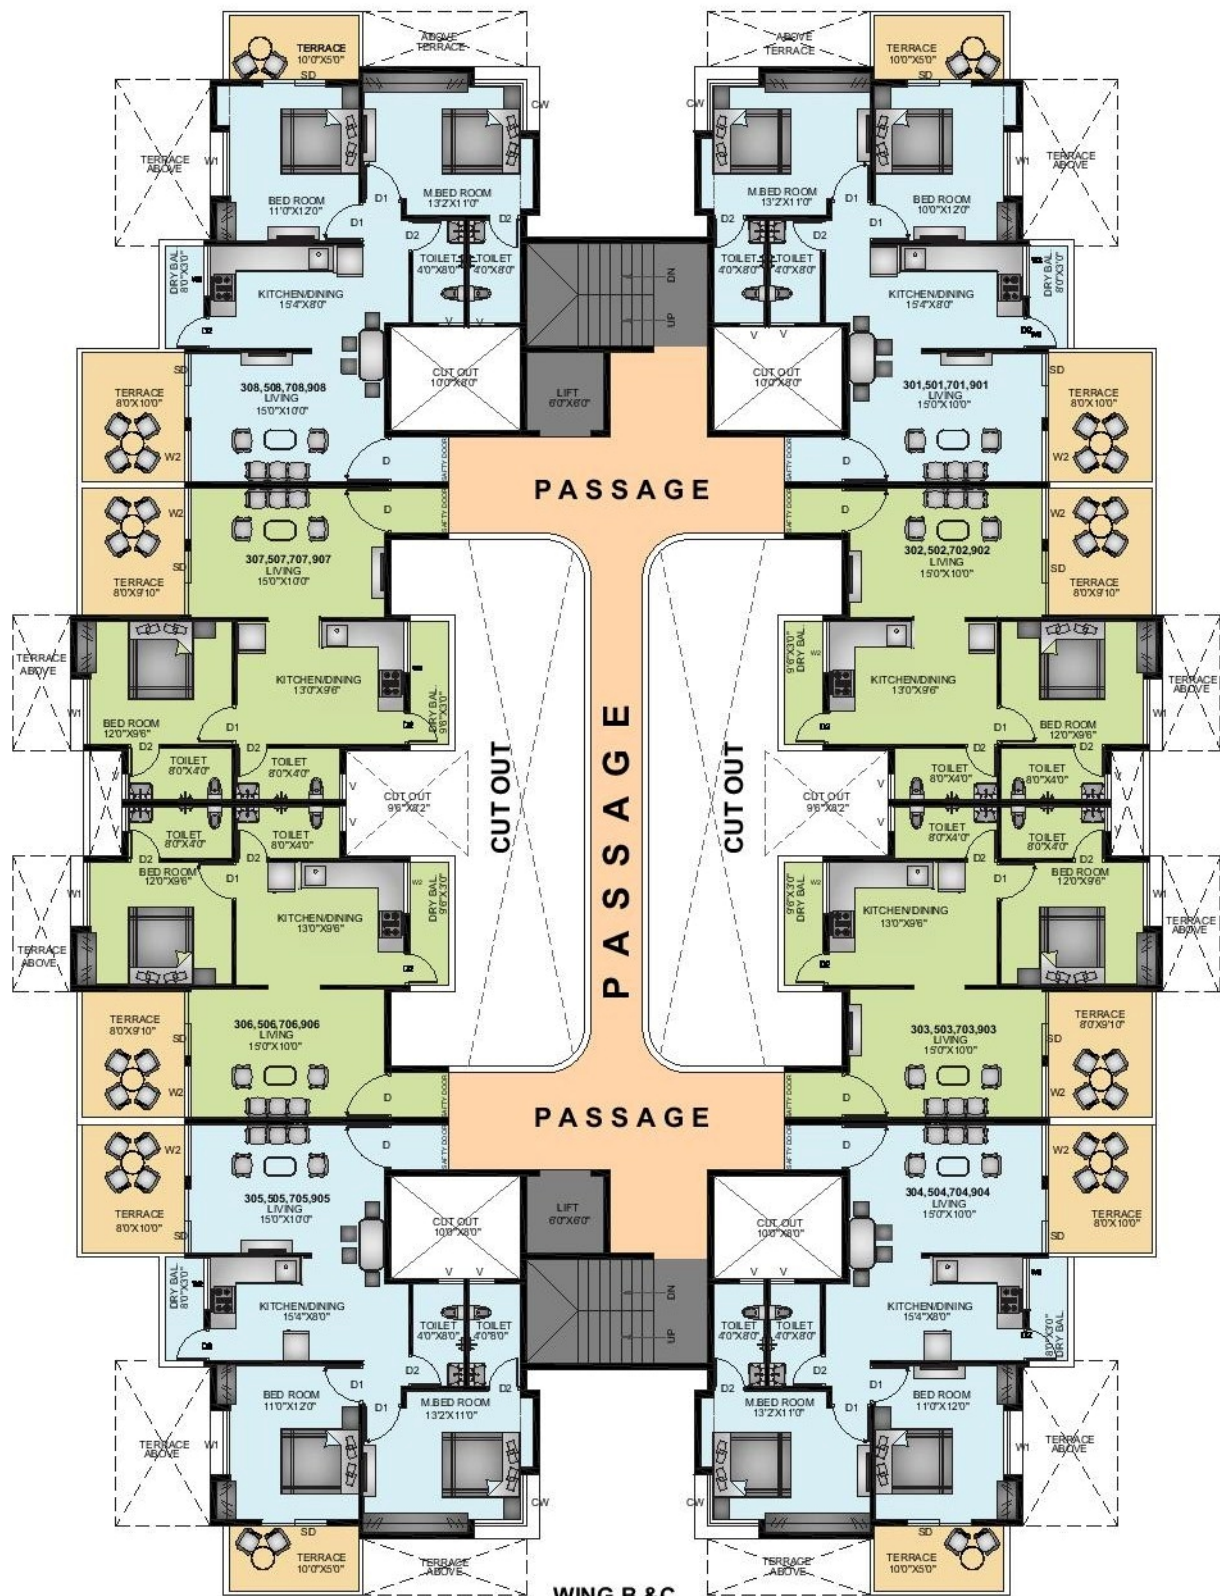 TERRACE
10'0"X5'0"
SD
ABOVE
TERRACE
ABOVE
TERRACE
TERRACE
10'0"X5'0"
SD
CW
CW
TERRACE
ABOVE
W1
W1
TERRACE
ABOVE
BED ROOM
11'0"X12'0"
D1
D1
M.BED ROOM
13'2"X11'0"
M.BED ROOM
13'2"X11'0"
D1
D1
BED ROOM
10'0"X12'0"
D2
D2
D2
D2
DRY BAL.
8'0"X3'0"
TOILET
4'0"X8'0"
TOILET
4'0"X8'0"
DN
UP
TOILET
4'0"X8'0"
TOILET
4'0"X8'0"
DRY BAL.
8'0"X3'0"
KITCHEN/DINING
15'4"X8'0"
KITCHEN/DINING
15'4"X8'0"
D2
V
V
V
V
D2
SD
TERRACE
8'0"X10'0"
W2
308,508,708,908
LIVING
15'0"X10'0"
CUT OUT
10'0"X8'0"
LIFT
6'0"X6'0"
CUT OUT
10'0"X8'0"
301,501,701,901
LIVING
15'0"X10'0"
SD
TERRACE
8'0"X10'0"
W2
D
SAFTY DOOR
SAFTY DOOR
D
PASSAGE
W2
D
SAFTY DOOR
SAFTY DOOR
D
W2
307,507,707,907
LIVING
15'0"X10'0"
302,502,702,902
LIVING
15'0"X10'0"
SD
TERRACE
8'0"X9'10"
SD
TERRACE
8'0"X9'10"
TERRACE
ABOVE
W1
BED ROOM
12'0"X9'6"
D1
KITCHEN/DINING
13'0"X9'6"
DRY BAL.
9'6"X3'0"
9'6"X3'0"
DRY BAL.
W2
KITCHEN/DINING
13'0"X9'6"
D1
BED ROOM
12'0"X9'6"
W1
TERRACE
ABOVE
D2
D2
D2
D2
TOILET
8'0"X4'0"
TOILET
8'0"X4'0"
V
CUT OUT
9'6"X8'2"
V
CUT OUT
PASSAGE
CUT OUT
CUT OUT
9'6"X8'2"
V
V
TOILET
8'0"X4'0"
TOILET
8'0"X4'0"
TOILET
8'0"X4'0"
TOILET
8'0"X4'0"
TOILET
8'0"X4'0"
TOILET
8'0"X4'0"
D2
D2
D2
D2
TERRACE
ABOVE
W1
BED ROOM
12'0"X9'6"
D1
KITCHEN/DINING
13'0"X9'6"
W2
DRY BAL.
9'6"X3'0"
9'6"X3'0"
DRY BAL.
W2
KITCHEN/DINING
13'0"X9'6"
D1
BED ROOM
12'0"X9'6"
W1
TERRACE
ABOVE
TERRACE
8'0"X9'10"
SD
W2
306,506,706,906
LIVING
15'0"X10'0"
303,503,703,903
LIVING
15'0"X10'0"
TERRACE
8'0"X9'10"
SD
W2
D
SAFTY DOOR
SAFTY DOOR
D
PASSAGE
W2
D
SAFTY DOOR
SAFTY DOOR
D
W2
TERRACE
8'0"X10'0"
SD
305,505,705,905
LIVING
15'0"X10'0"
CUT OUT
10'0"X8'0"
LIFT
6'0"X6'0"
CUT OUT
10'0"X8'0"
304,504,704,904
LIVING
15'0"X10'0"
TERRACE
8'0"X10'0"
SD
DRY BAL.
8'0"X3'0"
V
V
V
V
KITCHEN/DINING
15'4"X8'0"
TOILET
4'0"X8'0"
TOILET
4'0"8'0"
DN
UP
TOILET
4'0"X8'0"
TOILET
4'0"X8'0"
KITCHEN/DINING
15'4"X8'0"
D2
8'0"X3'0"
DRY BAL.
D2
D2
D2
D2
BED ROOM
11'0"X12'0"
D1
D1
M.BED ROOM
13'2"X11'0"
M.BED ROOM
13'2"X11'0"
D1
D1
BED ROOM
11'0"X12'0"
TERRACE
ABOVE
W1
W1
TERRACE
ABOVE
CW
CW
SD
TERRACE
10'0"X5'0"
TERRACE
ABOVE
TERRACE
ABOVE
SD
TERRACE
10'0"X5'0"
WING B &C